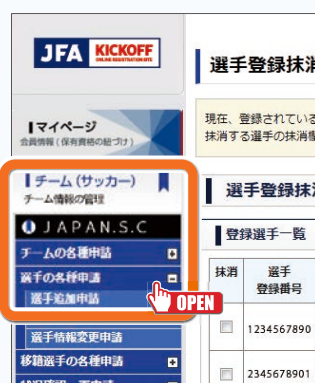 JFA KICKOFF
ONLINE REGISTRATION SITE
マイページ
会員情報(保有資格の紐づけ)
チーム(サッカー)
チーム情報の管理
JAPAN.S.C
チームの各種申請
選手の各種申請
選手追加申請
OPEN
選手情報変更申請
移籍選手の各種申請
選手登録抹消
現在、登録されている
抹消する選手の抹消欄
選手登録抹消
登録選手一覧
抹消 選手
登録番号
1234567890
2345678901